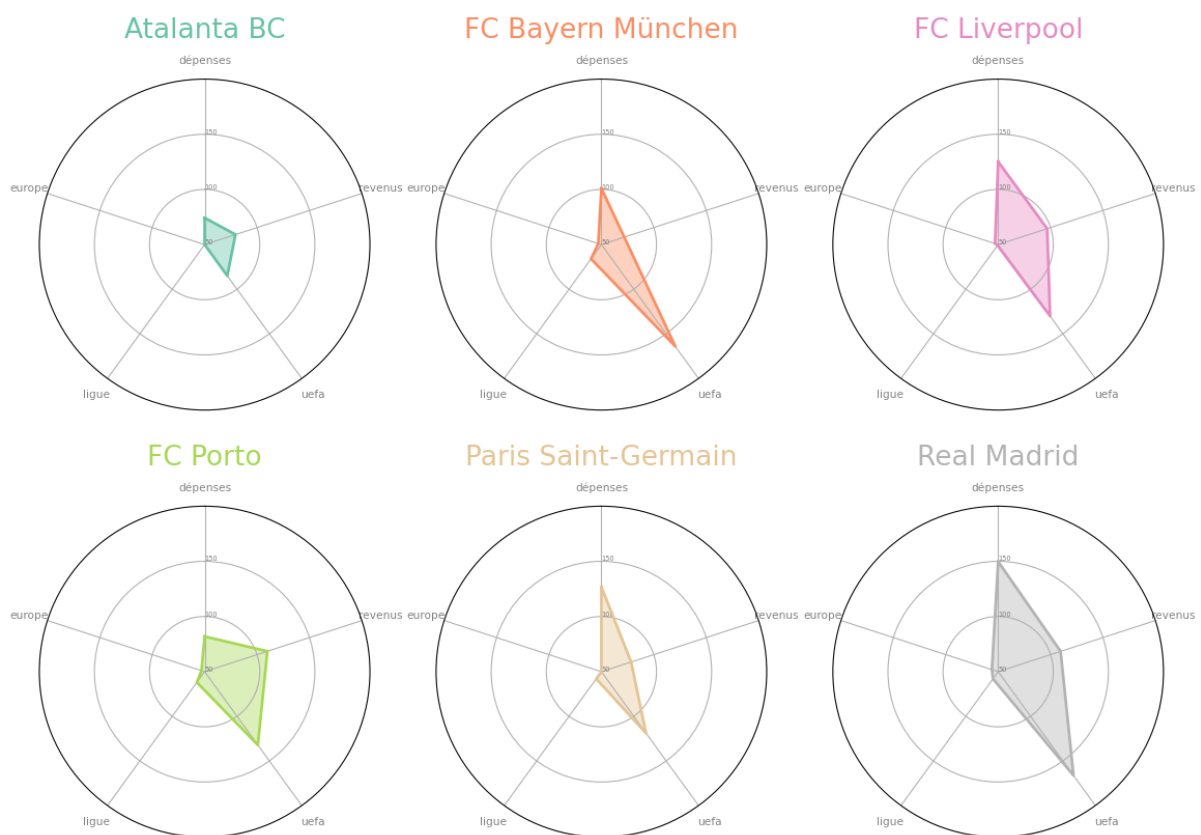 Atalanta BC
dépenses
150
europe
100
revenus
50
ligue
uefa
FC Bayern München
dépenses
150
europe
100
revenus
50
ligue
uefa
FC Liverpool
dépenses
150
europe
100
revenus
50
ligue
uefa
FC Porto
dépenses
150
europe
100
revenus
50
ligue
uefa
Paris Saint-Germain
dépenses
150
europe
100
revenus
50
ligue
uefa
Real Madrid
dépenses
150
europe
100
revenus
50
ligue
uefa